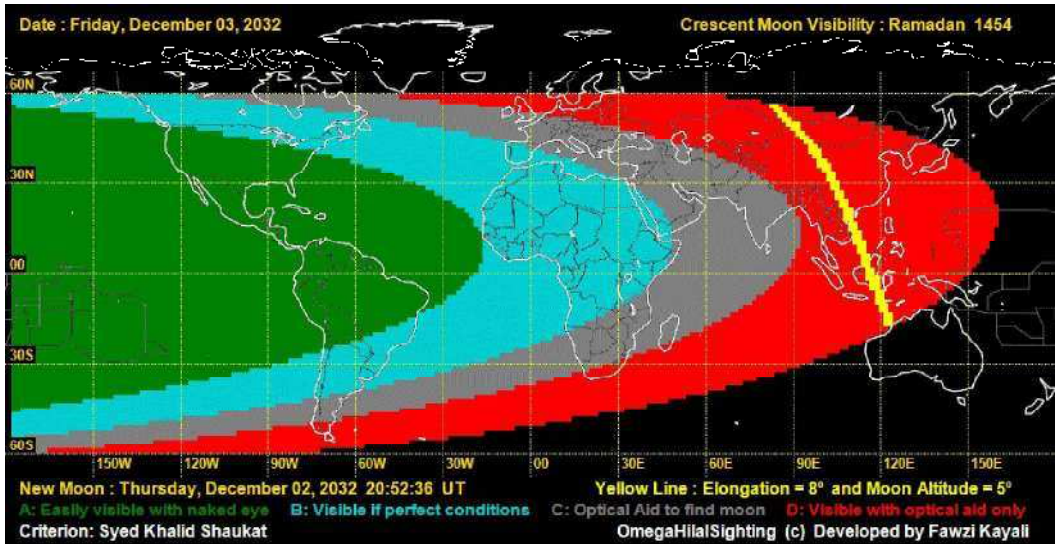 Date : Friday, December 03, 2032
Crescent Moon Visibility : Ramadan 1454
60N
30N
00
30S
60S
150W 120W 90W 60W 30W 00 30E 60E 90E 120E 150E
New Moon : Thursday, December 02, 2032 20:52:36 UT
Yellow Line : Elongation = 8º and Moon Altitude = 5º
A: Easily visible with naked eye B: Visible if perfect conditions C: Optical Aid to find moon D: Visible with optical aid only
Criterion: Syed Khalid Shaukat
OmegaHilalSighting (c) Developed by Fawzi Kayali